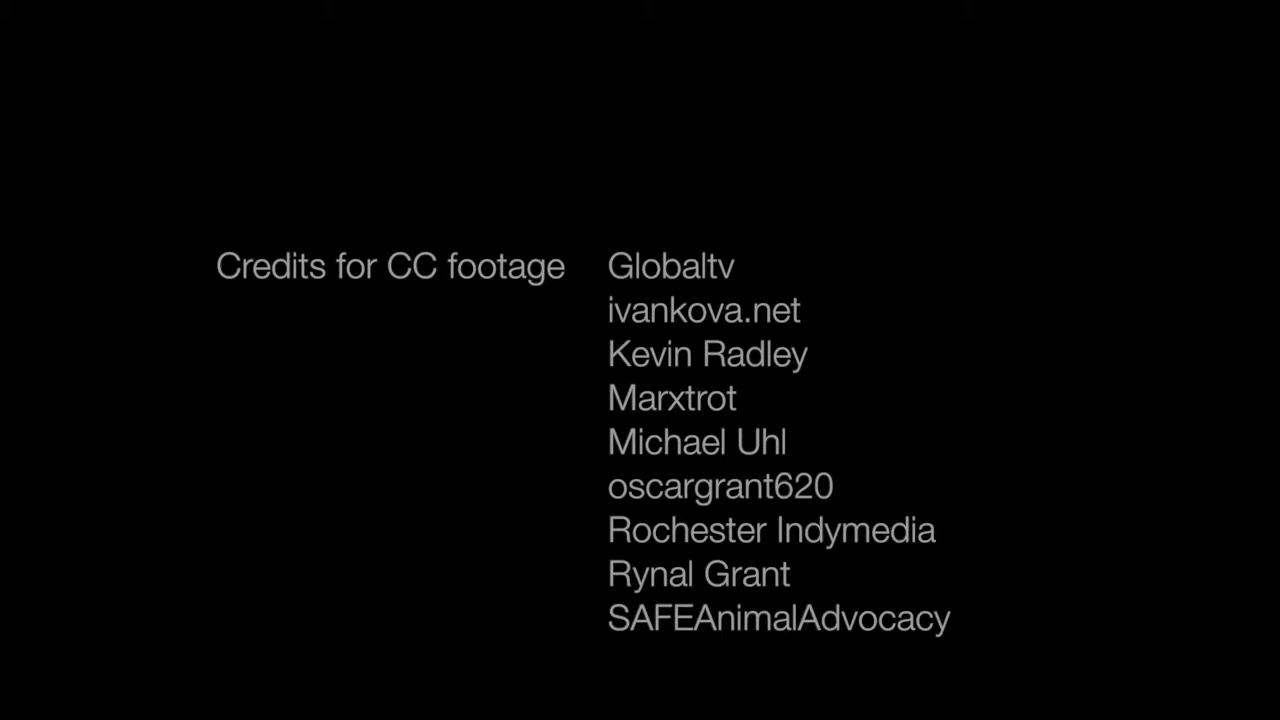 Credits for CC footage Globaltv
ivankova.net
Kevin Radley
Marxtrot
Michael Uhl
oscargrant620
Rochester Indymedia
Rynal Grant
SAFEAnimalAdvocacy